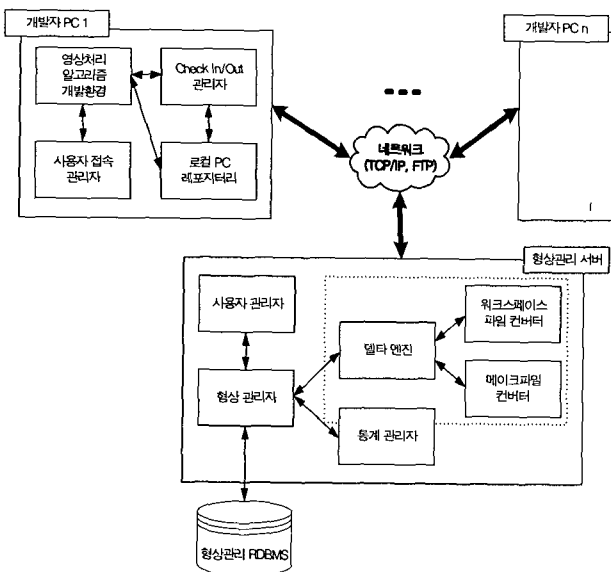 개발자 PC 1
영상처리
알고리즘
개발환경
Check In/Out
관리자
사용자 접속
관리자
로컬 PC
레포지터리
네트워크
(TCP/IP, FTP)
개발자 PC n
형상관리 서버
사용자 관리자
형상 관리자
델타 엔진
통계 관리자
워크스페이스
파일 컨버터
메이크파일
컨버터
형상관리 RDBMS